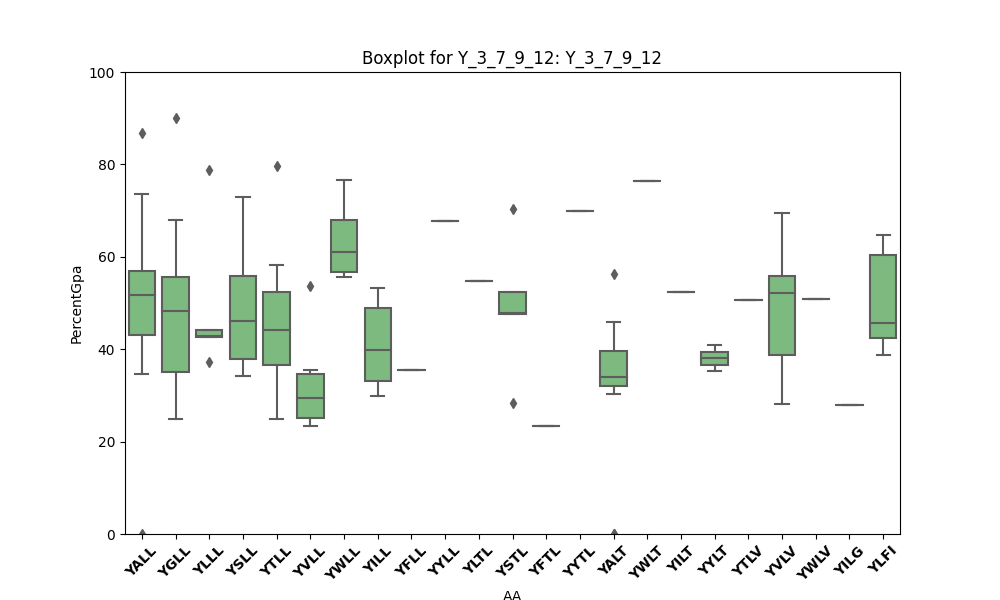 Boxplot for Y_3_7_9_12: Y_3_7_9_12
100
80
60
40
20
0
PercentGpa
YALL YGLL YLLL YSLL YTLL YVLL YWLL YILL YFLL YYLL YLTL YSTL YFTL YYTL YALT YWLT YILT YYLT YTLV YVLV YWLV YILG YLFI
AA